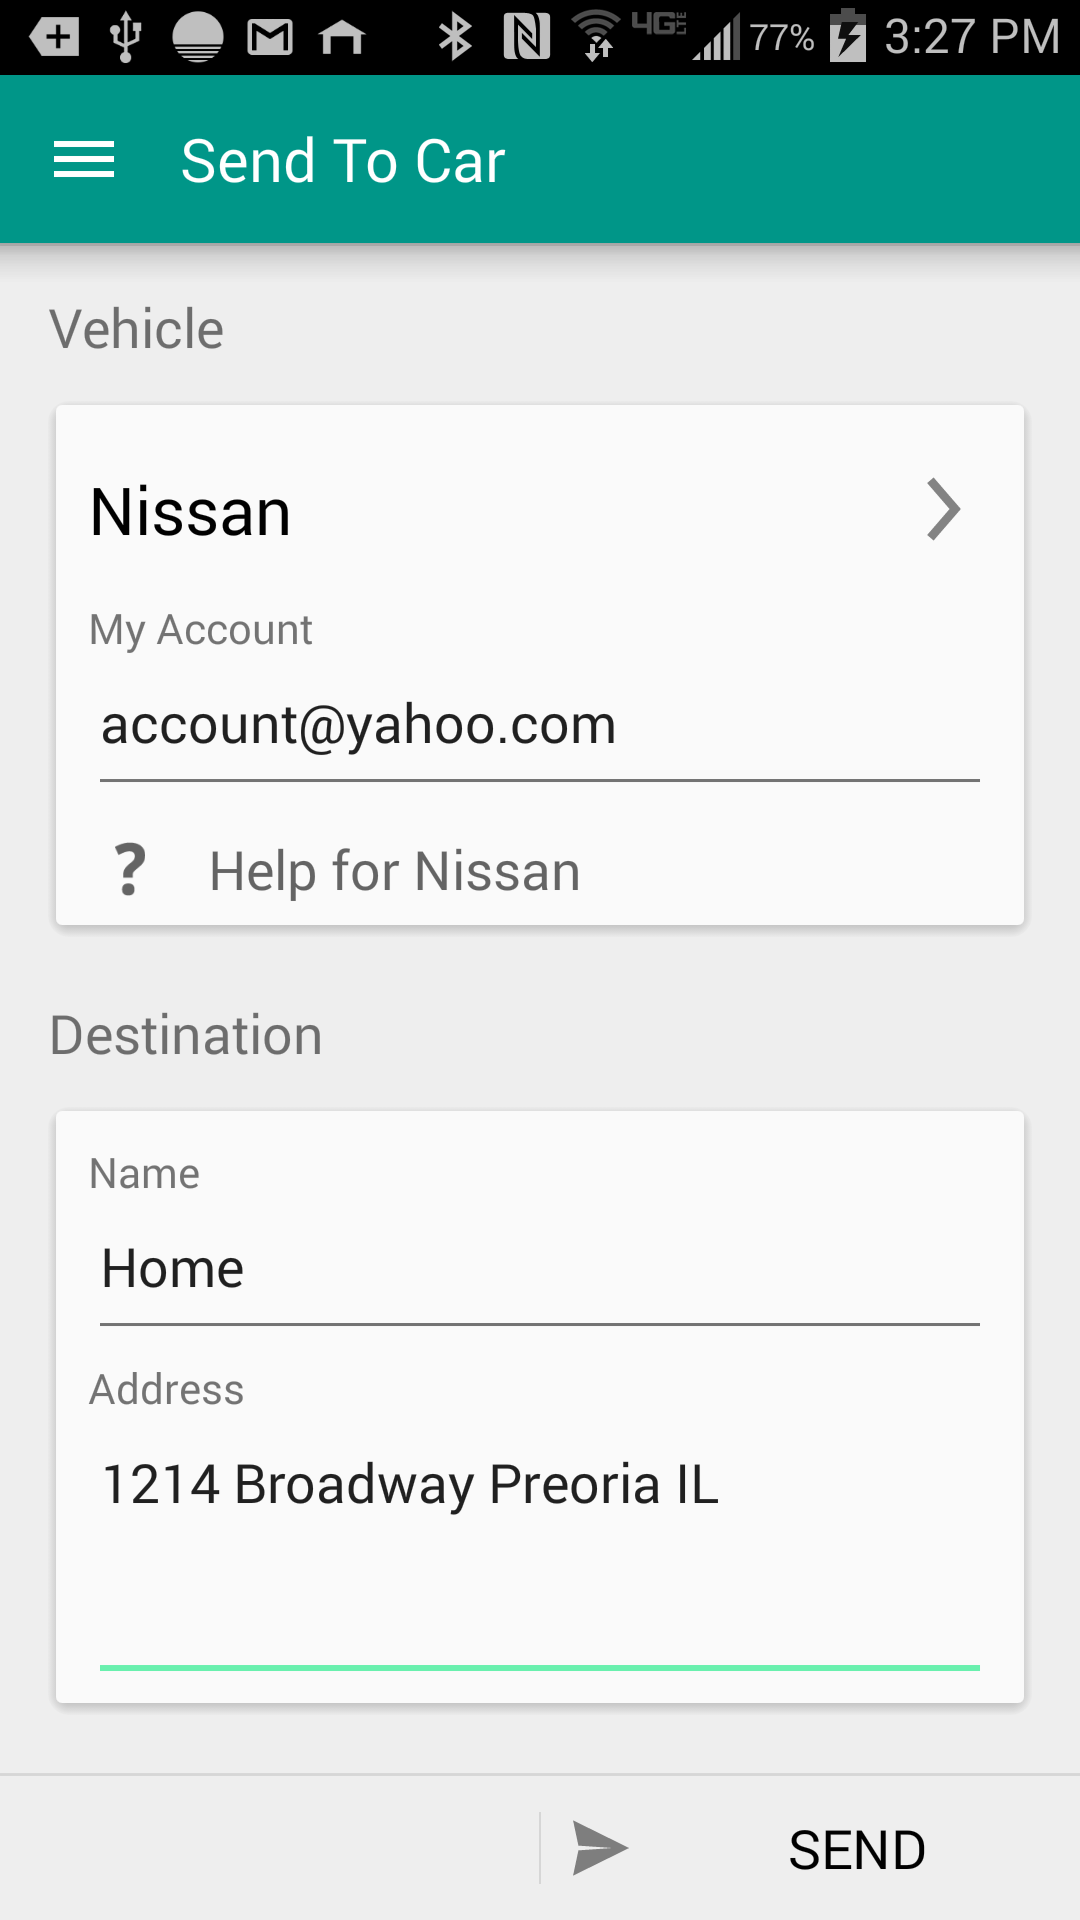 4G LTE 77% 3:27 PM
Send To Car
Vehicle
Nissan
My Account
account@yahoo.com
? Help for Nissan
Destination
Name
Home
Address
1214 Broadway Preoria IL
SEND